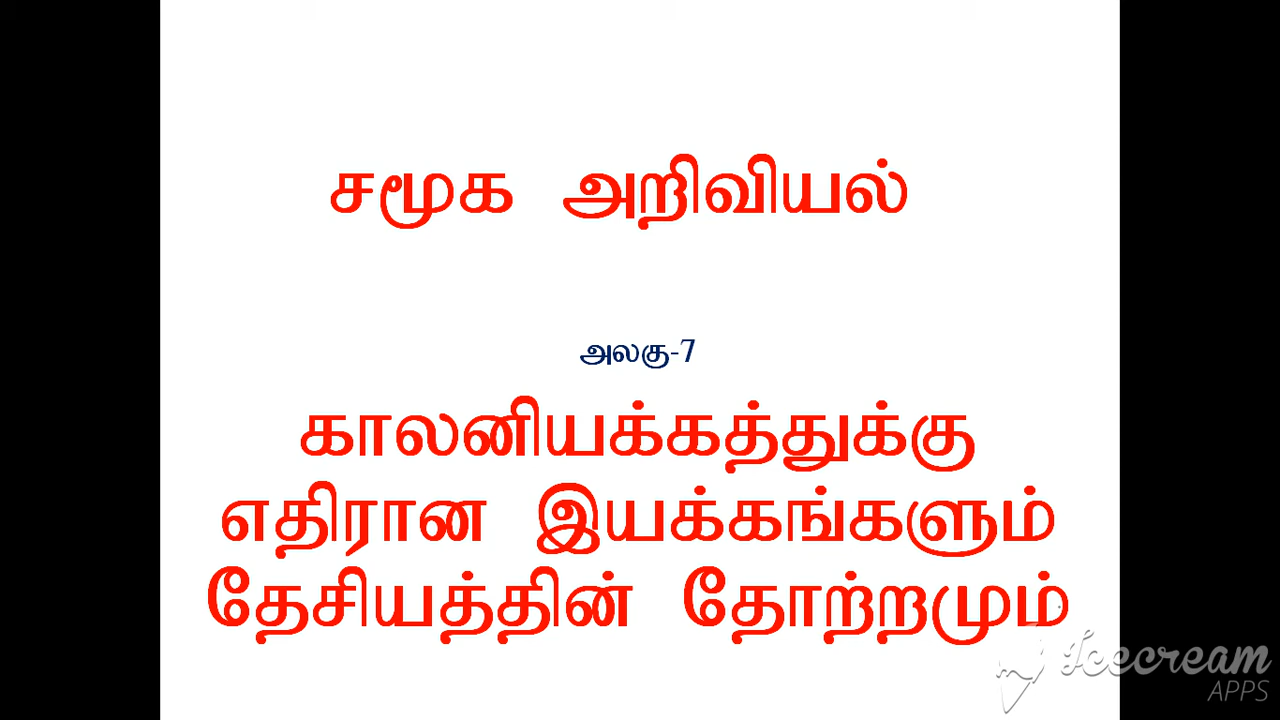 சமூக அறிவியல்
அலகு-7
காலனியக்கத்துக்கு
எதிரான இயக்கங்களும்
தேசியத்தின் தோற்றமும்
Icecream
APPS